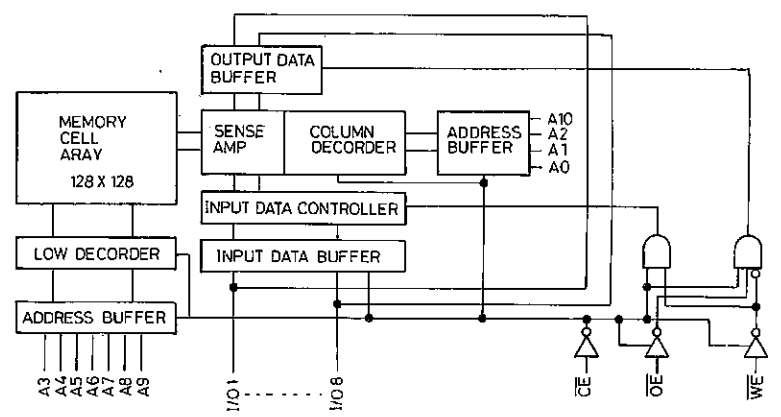 OUTPUT DATA
BUFFER
MEMORY
CELL
ARAY
128 X 128
SENSE
AMP
COLUMN
DECORDER
ADDRESS
BUFFER
A10
A2
A1
A0
INPUT DATA CONTROLLER
LOW DECORDER
INPUT DATA BUFFER
ADDRESS BUFFER
A3
A4
A5
A6
A7
A8
A9
I/O 1
I/O 8
CE
OE
WE